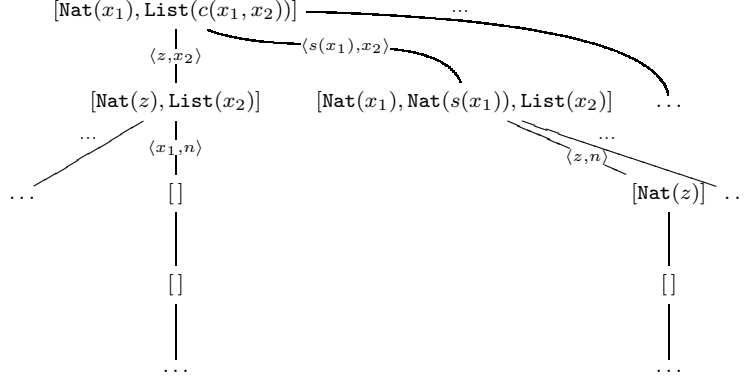 [Nat(x₁), List(c(x₁, x₂))] ...
⟨z,x₂⟩ ⟨s(x₁),x₂⟩
[Nat(z), List(x₂)] [Nat(x₁), Nat(s(x₁)), List(x₂)] ...
... ⟨x₁,n⟩ ⟨z,n⟩ ...
... [ ] [Nat(z)] ..
[ ] [ ]
... ...